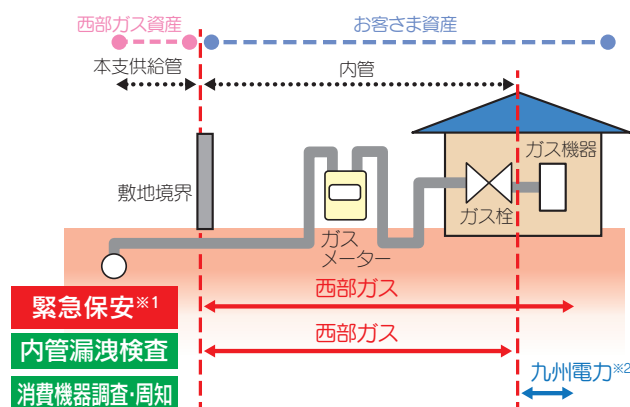 西部ガス資産
お客さま資産
本支供給管
内管
ガス機器
敷地境界
ガス栓
ガス
メーター
緊急保安※1
西部ガス
内管漏洩検査
西部ガス
消費機器調査・周知
九州電力※2